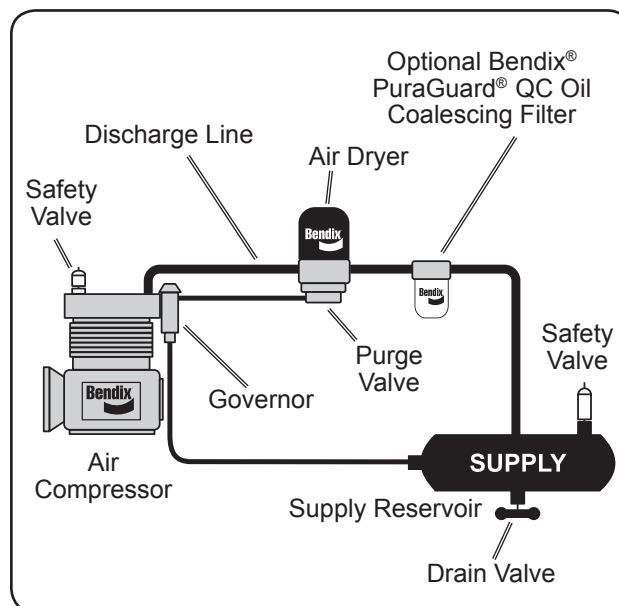 Optional Bendix®
PuraGuard® QC Oil
Coalescing Filter
Discharge Line
Air Dryer
Safety
Valve
Bendix
Bendix
Purge
Valve
Safety
Valve
Governor
Bendix
Air
Compressor
SUPPLY
Supply Reservoir
Drain Valve